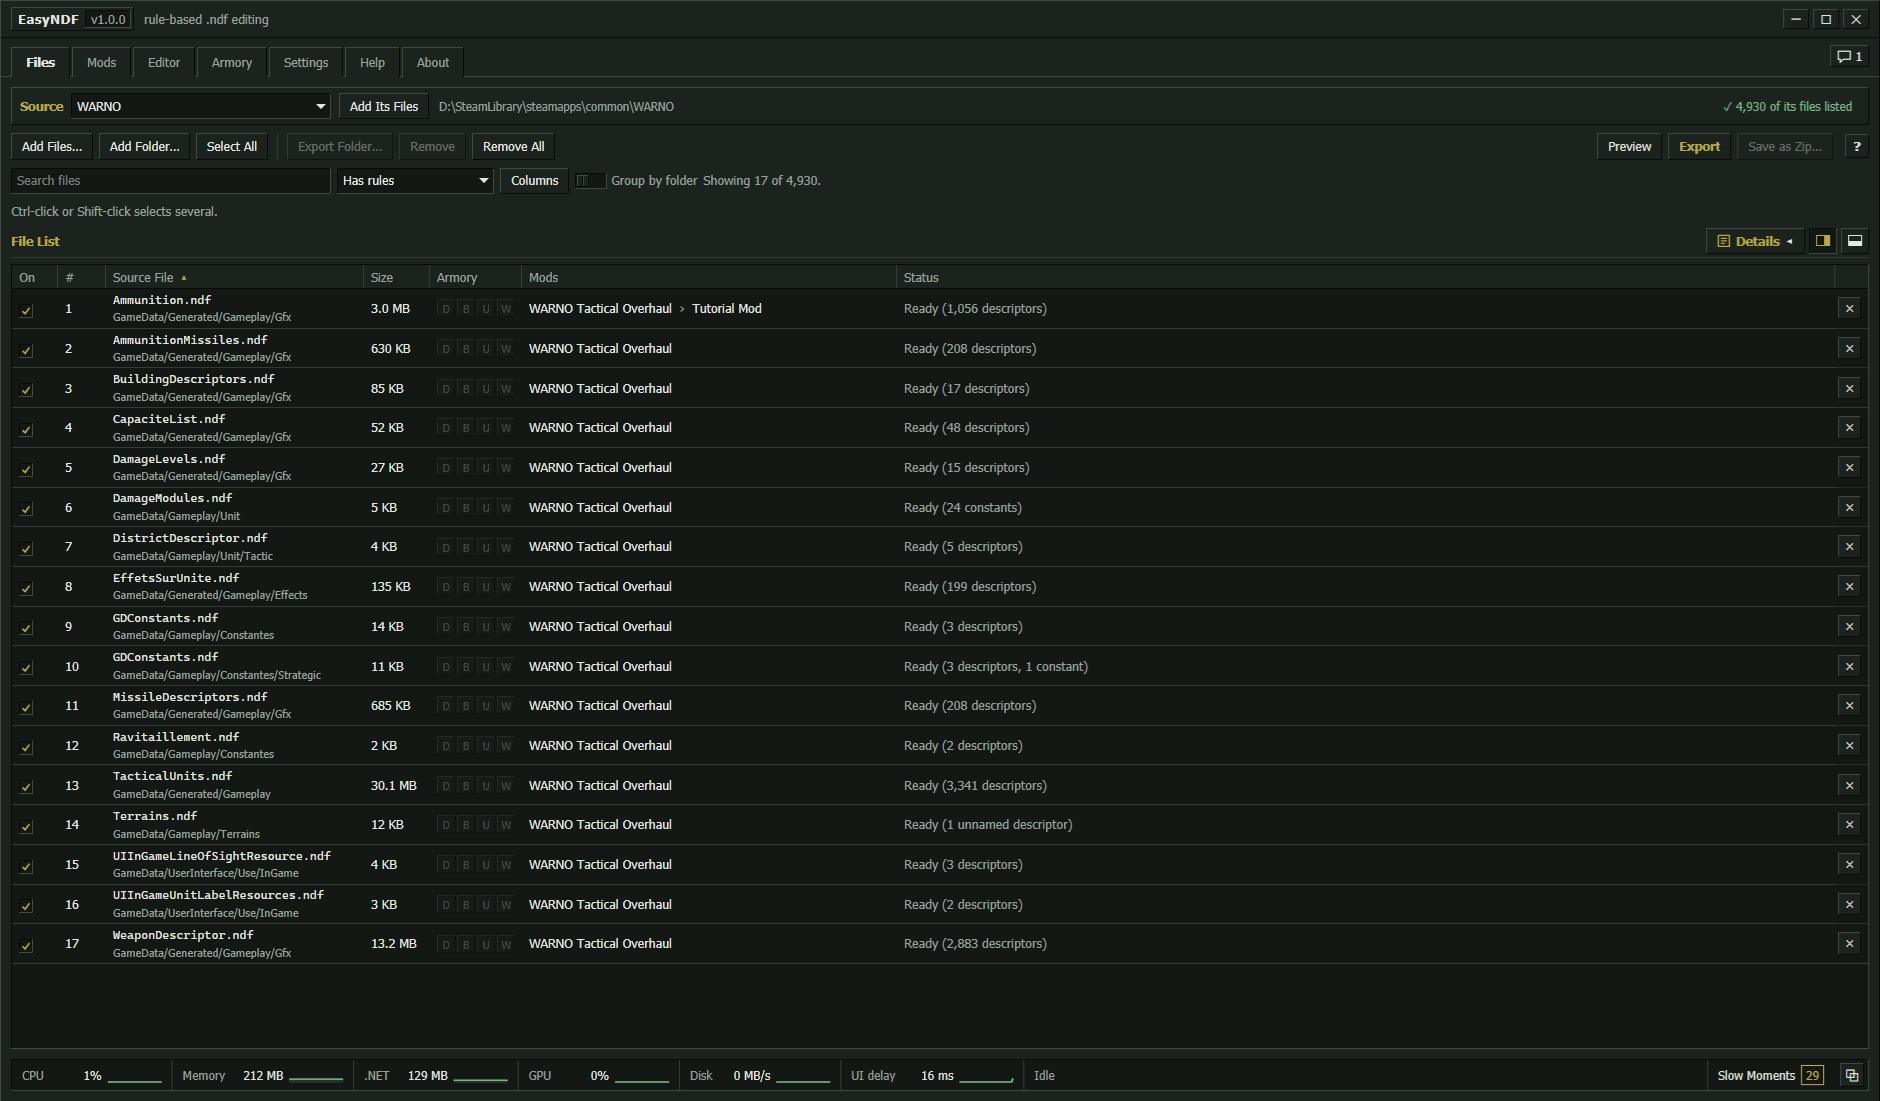 EasyNDF v1.0.0 rule-based .ndf editing
Files Mods Editor Armory Settings Help About 1
Source WARNO Add Its Files D:\SteamLibrary\steamapps\common\WARNO ✓ 4,930 of its files listed
Add Files... Add Folder... Select All Export Folder... Remove Remove All Preview Export Save as Zip... ?
Search files Has rules Columns Group by folder Showing 17 of 4,930.
Ctrl-click or Shift-click selects several.
File List Details
On # Source File Size Armory Mods Status
1 Ammunition.ndf 3.0 MB D B U W WARNO Tactical Overhaul › Tutorial Mod Ready (1,056 descriptors)
GameData/Generated/Gameplay/Gfx
2 AmmunitionMissiles.ndf 630 KB D B U W WARNO Tactical Overhaul Ready (208 descriptors)
GameData/Generated/Gameplay/Gfx
3 BuildingDescriptors.ndf 85 KB D B U W WARNO Tactical Overhaul Ready (17 descriptors)
GameData/Generated/Gameplay/Gfx
4 CapaciteList.ndf 52 KB D B U W WARNO Tactical Overhaul Ready (48 descriptors)
GameData/Generated/Gameplay/Gfx
5 DamageLevels.ndf 27 KB D B U W WARNO Tactical Overhaul Ready (15 descriptors)
GameData/Generated/Gameplay/Gfx
6 DamageModules.ndf 5 KB D B U W WARNO Tactical Overhaul Ready (24 constants)
GameData/Gameplay/Unit
7 DistrictDescriptor.ndf 4 KB D B U W WARNO Tactical Overhaul Ready (5 descriptors)
GameData/Gameplay/Unit/Tactic
8 EffetsSurUnite.ndf 135 KB D B U W WARNO Tactical Overhaul Ready (199 descriptors)
GameData/Generated/Gameplay/Effects
9 GDConstants.ndf 14 KB D B U W WARNO Tactical Overhaul Ready (3 descriptors)
GameData/Gameplay/Constantes
10 GDConstants.ndf 11 KB D B U W WARNO Tactical Overhaul Ready (3 descriptors, 1 constant)
GameData/Gameplay/Constantes/Strategic
11 MissileDescriptors.ndf 685 KB D B U W WARNO Tactical Overhaul Ready (208 descriptors)
GameData/Generated/Gameplay/Gfx
12 Ravitaillement.ndf 2 KB D B U W WARNO Tactical Overhaul Ready (2 descriptors)
GameData/Gameplay/Constantes
13 TacticalUnits.ndf 30.1 MB D B U W WARNO Tactical Overhaul Ready (3,341 descriptors)
GameData/Generated/Gameplay
14 Terrains.ndf 12 KB D B U W WARNO Tactical Overhaul Ready (1 unnamed descriptor)
GameData/Gameplay/Terrains
15 UIInGameLineOfSightResource.ndf 4 KB D B U W WARNO Tactical Overhaul Ready (3 descriptors)
GameData/UserInterface/Use/InGame
16 UIInGameUnitLabelResources.ndf 3 KB D B U W WARNO Tactical Overhaul Ready (2 descriptors)
GameData/UserInterface/Use/InGame
17 WeaponDescriptor.ndf 13.2 MB D B U W WARNO Tactical Overhaul Ready (2,883 descriptors)
GameData/Generated/Gameplay/Gfx
CPU 1% Memory 212 MB .NET 129 MB GPU 0% Disk 0 MB/s UI delay 16 ms Idle Slow Moments 29